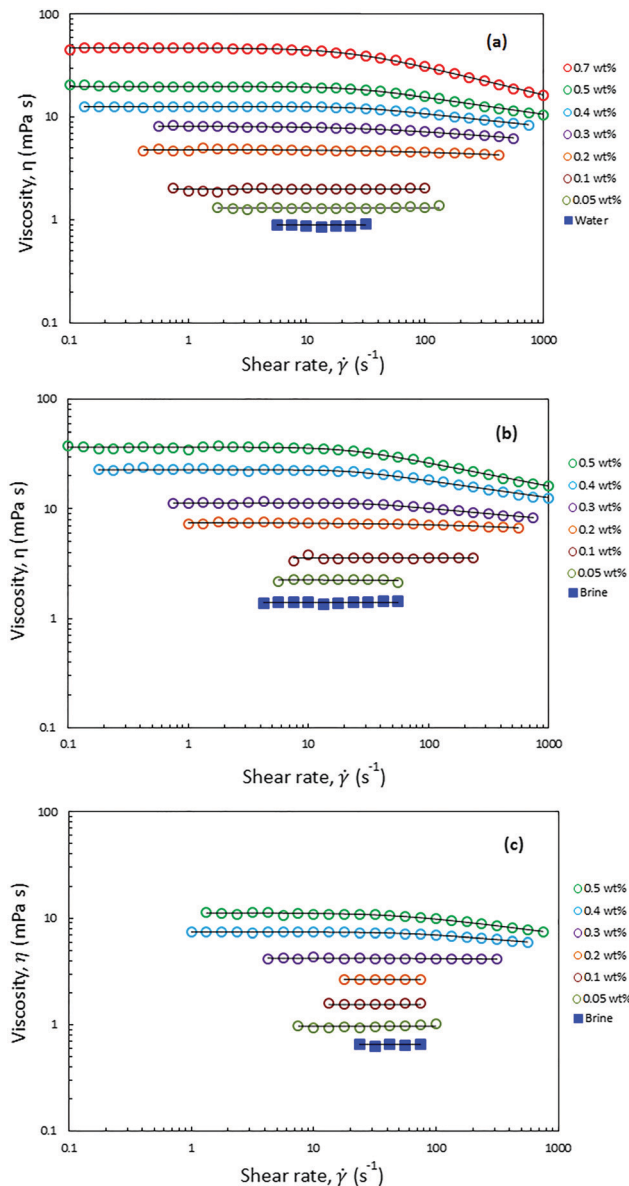 100
10
1
0.1
0.1
1
10
100
1000
Viscosity, η (mPa s)
Shear rate, γ̇ (s⁻¹)
(a)
0.7 wt%
0.5 wt%
0.4 wt%
0.3 wt%
0.2 wt%
0.1 wt%
0.05 wt%
Water
100
10
1
0.1
0.1
1
10
100
1000
Viscosity, η (mPa s)
Shear rate, γ̇ (s⁻¹)
(b)
0.5 wt%
0.4 wt%
0.3 wt%
0.2 wt%
0.1 wt%
0.05 wt%
Brine
100
10
1
0.1
0.1
1
10
100
1000
Viscosity, η (mPa s)
Shear rate, γ̇ (s⁻¹)
(c)
0.5 wt%
0.4 wt%
0.3 wt%
0.2 wt%
0.1 wt%
0.05 wt%
Brine